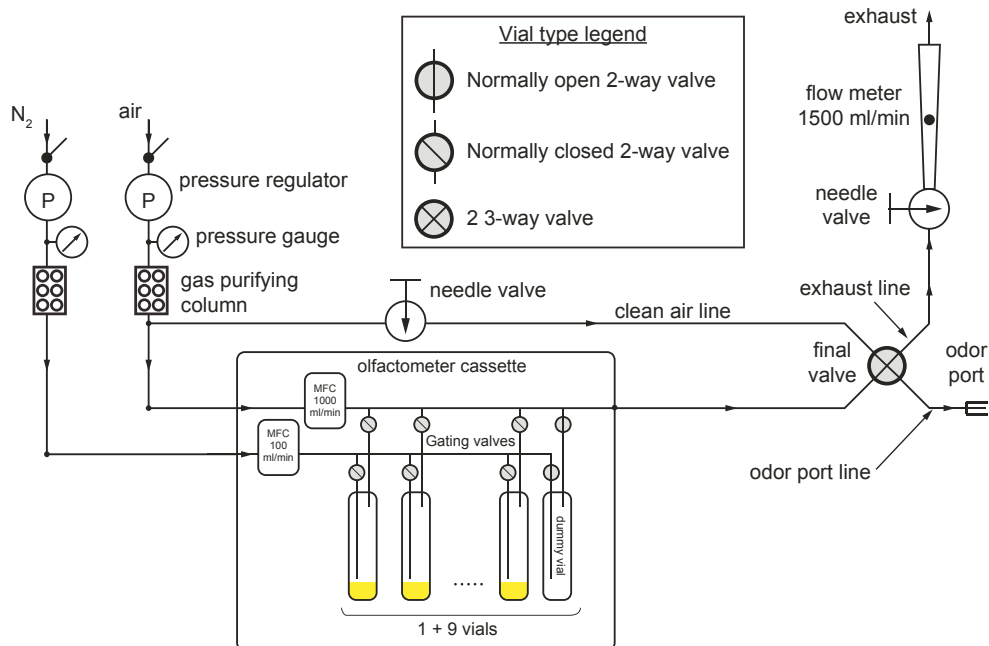 exhaust
Vial type legend
Normally open 2-way valve
Normally closed 2-way valve
2 3-way valve
flow meter
1500 ml/min
needle
valve
N2
air
P
P
pressure regulator
pressure gauge
gas purifying
column
needle valve
clean air line
exhaust line
final
valve
odor
port
odor port line
olfactometer cassette
MFC
1000
ml/min
MFC
100
ml/min
Gating valves
dummy vial
.....
1 + 9 vials